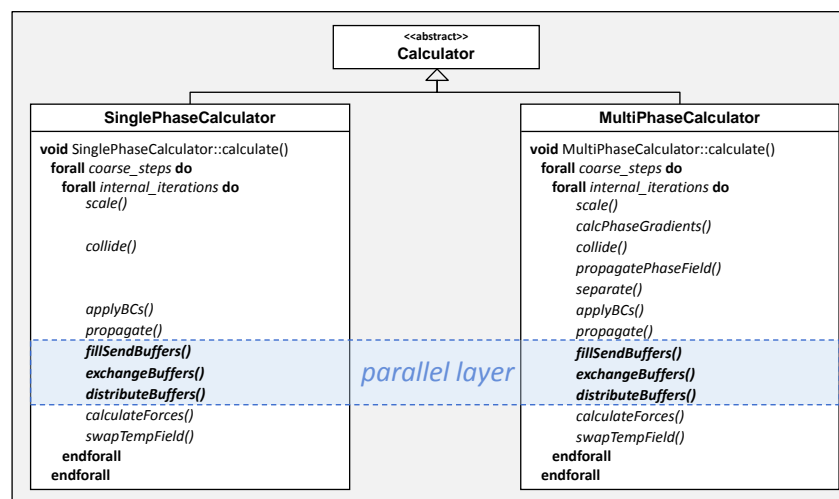 <<abstract>>
Calculator
SinglePhaseCalculator
void SinglePhaseCalculator::calculate()
forall coarse_steps do
forall internal_iterations do
scale()
collide()
applyBCs()
propagate()
fillSendBuffers()
exchangeBuffers()
distributeBuffers()
calculateForces()
swapTempField()
endforall
endforall
parallel layer
MultiPhaseCalculator
void MultiPhaseCalculator::calculate()
forall coarse_steps do
forall internal_iterations do
scale()
calcPhaseGradients()
collide()
propagatePhaseField()
separate()
applyBCs()
propagate()
fillSendBuffers()
exchangeBuffers()
distributeBuffers()
calculateForces()
swapTempField()
endforall
endforall